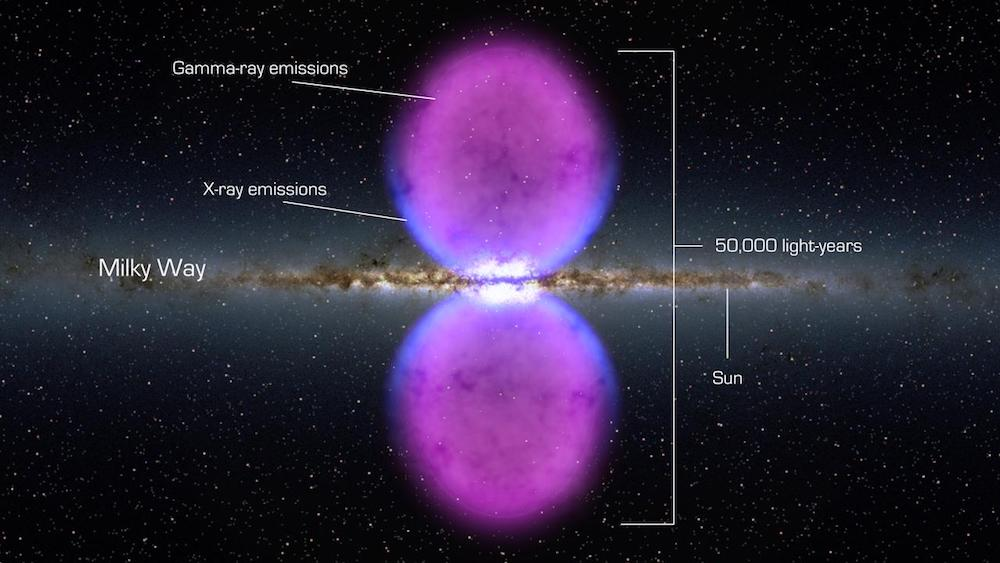 Gamma-ray emissions
X-ray emissions
Milky Way
50,000 light-years
Sun